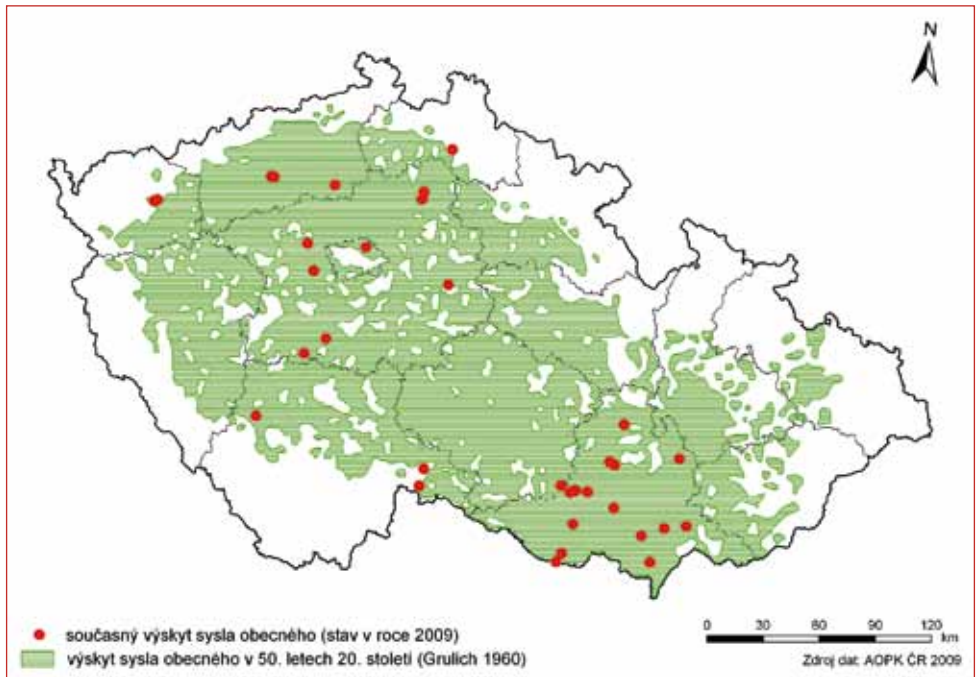 N
současný výskyt sysla obecného (stav v roce 2009)
výskyt sysla obecného v 50. letech 20. století (Grulich 1960)
0 30 60 90 120
km
Zdroj dat: AOPK ČR 2009